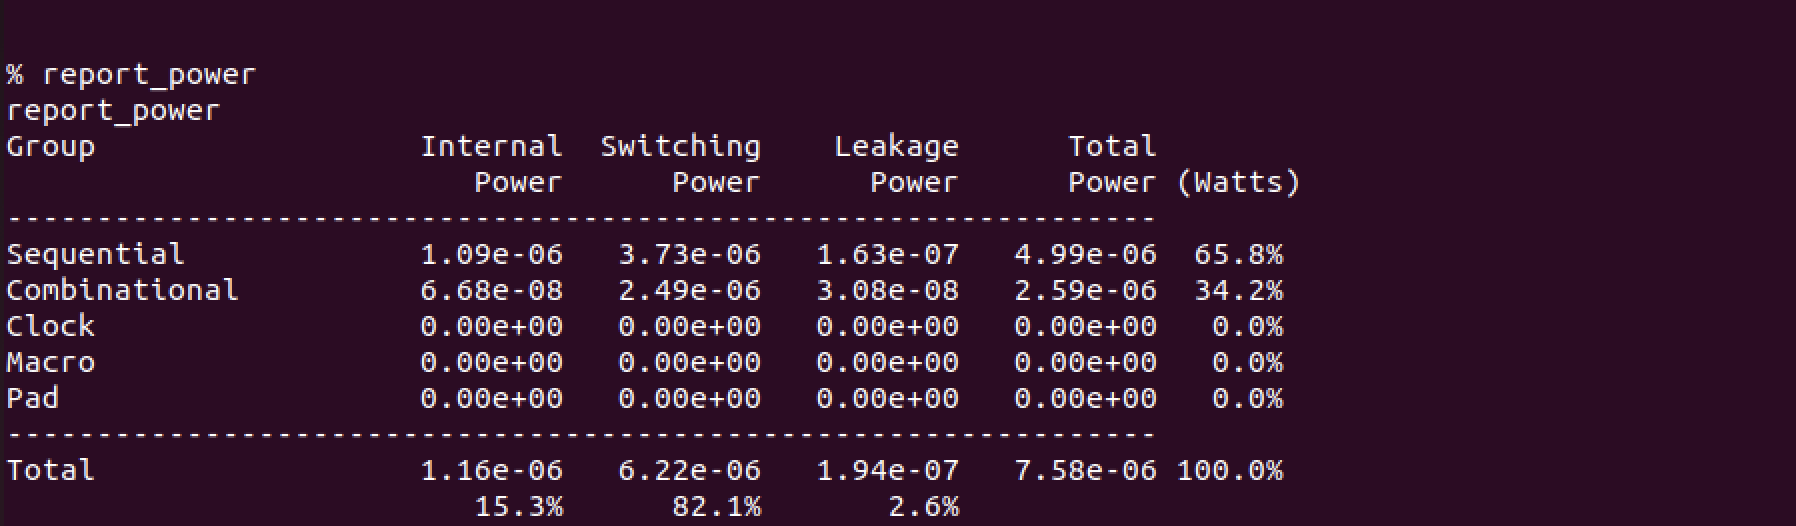 % report_power
report_power
Group                  Internal  Switching    Leakage      Total
                          Power      Power      Power      Power (Watts)
----------------------------------------------------------------
Sequential             1.09e-06   3.73e-06   1.63e-07   4.99e-06  65.8%
Combinational          6.68e-08   2.49e-06   3.08e-08   2.59e-06  34.2%
Clock                  0.00e+00   0.00e+00   0.00e+00   0.00e+00   0.0%
Macro                  0.00e+00   0.00e+00   0.00e+00   0.00e+00   0.0%
Pad                    0.00e+00   0.00e+00   0.00e+00   0.00e+00   0.0%
----------------------------------------------------------------
Total                  1.16e-06   6.22e-06   1.94e-07   7.58e-06 100.0%
                          15.3%      82.1%       2.6%